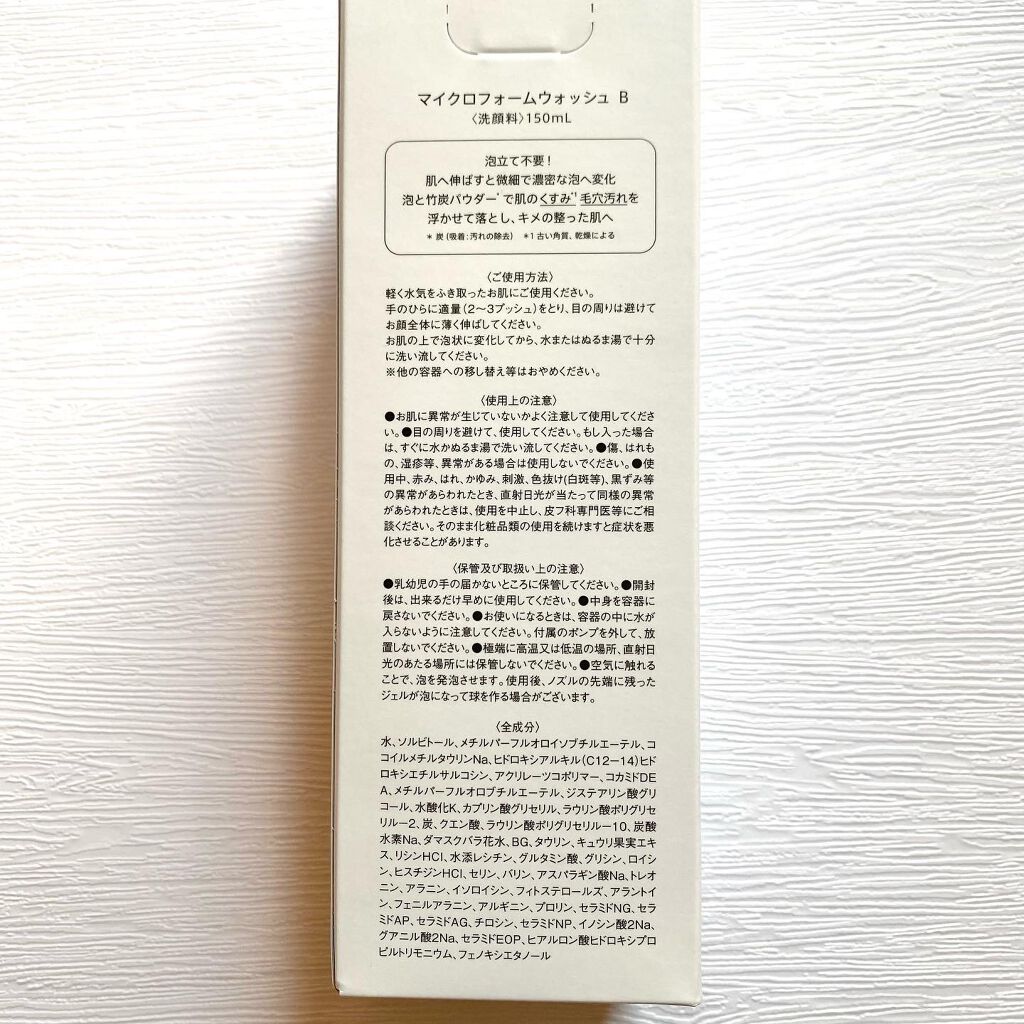 マイクロフォームウォッシュ B
〈洗顔料〉150mL
泡立て不要!
肌へ伸ばすと微細で濃密な泡へ変化
泡と竹炭パウダー*で肌のくすみ*1毛穴汚れを
浮かせて落とし、キメの整った肌へ
*炭(吸着:汚れの除去) *1古い角質、乾燥による
〈ご使用方法〉
軽く水気をふき取ったお肌にご使用ください。
手のひらに適量(2〜3プッシュ)をとり、目の周りは避けて
お顔全体に薄く伸ばしてください。
お肌の上で泡状に変化してから、水またはぬるま湯で十分
に洗い流してください。
※他の容器への移し替え等はおやめください。
〈使用上の注意〉
●お肌に異常が生じていないかよく注意して使用してくださ
い。●目の周りを避けて、使用してください。もし入った場合
は、すぐに水かぬるま湯で洗い流してください。●傷、はれも
の、湿疹等、異常がある場合は使用しないでください。●使
用中、赤み、はれ、かゆみ、刺激、色抜け(白斑等)、黒ずみ等
の異常があらわれたとき、直射日光が当たって同様の異常
があらわれたときは、使用を中止し、皮フ科専門医等にご相
談ください。そのまま化粧品類の使用を続けますと症状を悪
化させることがあります。
〈保管及び取扱い上の注意〉
●乳幼児の手の届かないところに保管してください。●開封
後は、出来るだけ早めに使用してください。●中身を容器に
戻さないでください。●お使いになるときは、容器の中に水が
入らないように注意してください。付属のポンプを外して、放
置しないでください。●極端に高温又は低温の場所、直射日
光のあたる場所には保管しないでください。●空気に触れる
ことで、泡を発泡させます。使用後、ノズルの先端に残った
ジェルが泡になって球を作る場合がございます。
〈全成分〉
水、ソルビトール、メチルパーフルオロイソブチルエーテル、コ
コイルメチルタウリンNa、ヒドロキシアルキル(C12-14)ヒド
ロキシエチルサルコシン、アクリレーツコポリマー、コカミドDE
A、メチルパーフルオロブチルエーテル、ジステアリン酸グリ
コール、水酸化K、カプリン酸グリセリル、ラウリン酸ポリグリセ
リル-2、炭、クエン酸、ラウリン酸ポリグリセリル-10、炭酸
水素Na、ダマスクバラ花水、BG、タウリン、キュウリ果実エキ
ス、リシンHCl、水添レシチン、グルタミン酸、グリシン、ロイシ
ン、ヒスチジンHCl、セリン、バリン、アスパラギン酸Na、トレオ
ニン、アラニン、イソロイシン、フィトステロールズ、アラントイ
ン、フェニルアラニン、アルギニン、プロリン、セラミドNG、セラ
ミドAP、セラミドAG、チロシン、セラミドNP、イノシン酸2Na、
グアニル酸2Na、セラミドEOP、ヒアルロン酸ヒドロキシプロ
ピルトリモニウム、フェノキシエタノール